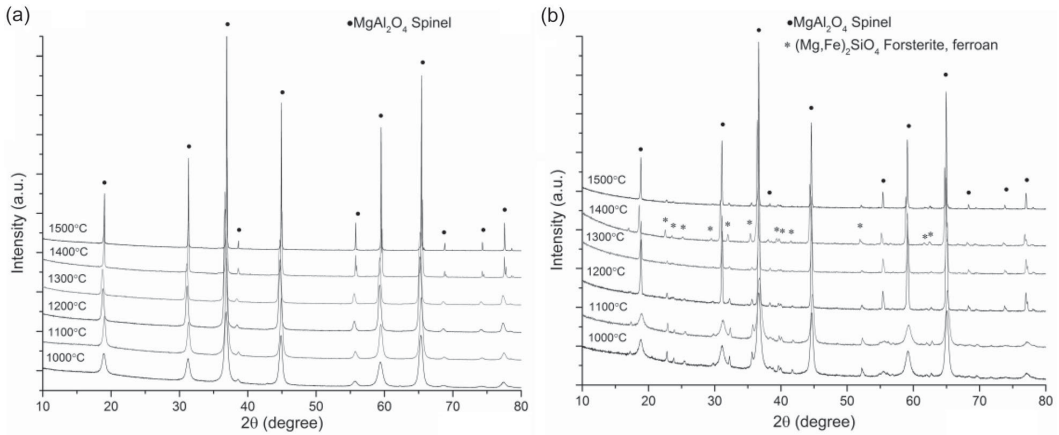 (a)
•MgAl2O4 Spinel
Intensity (a.u.)
1500°C
1400°C
1300°C
1200°C
1100°C
1000°C
10 20 30 40 50 60 70 80
2θ (degree)
(b)
•MgAl2O4 Spinel
* (Mg,Fe)2SiO4 Forsterite, ferroan
Intensity (a.u.)
1500°C
1400°C
1300°C
1200°C
1100°C
1000°C
10 20 30 40 50 60 70 80
2θ (degree)